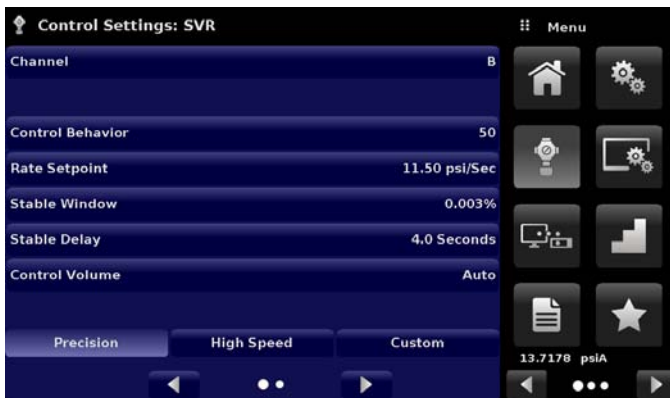 Control Settings: SVR
Menu
Channel B
Control Behavior 50
Rate Setpoint 11.50 psi/Sec
Stable Window 0.003%
Stable Delay 4.0 Seconds
Control Volume Auto
Precision High Speed Custom
13.7178 psiA